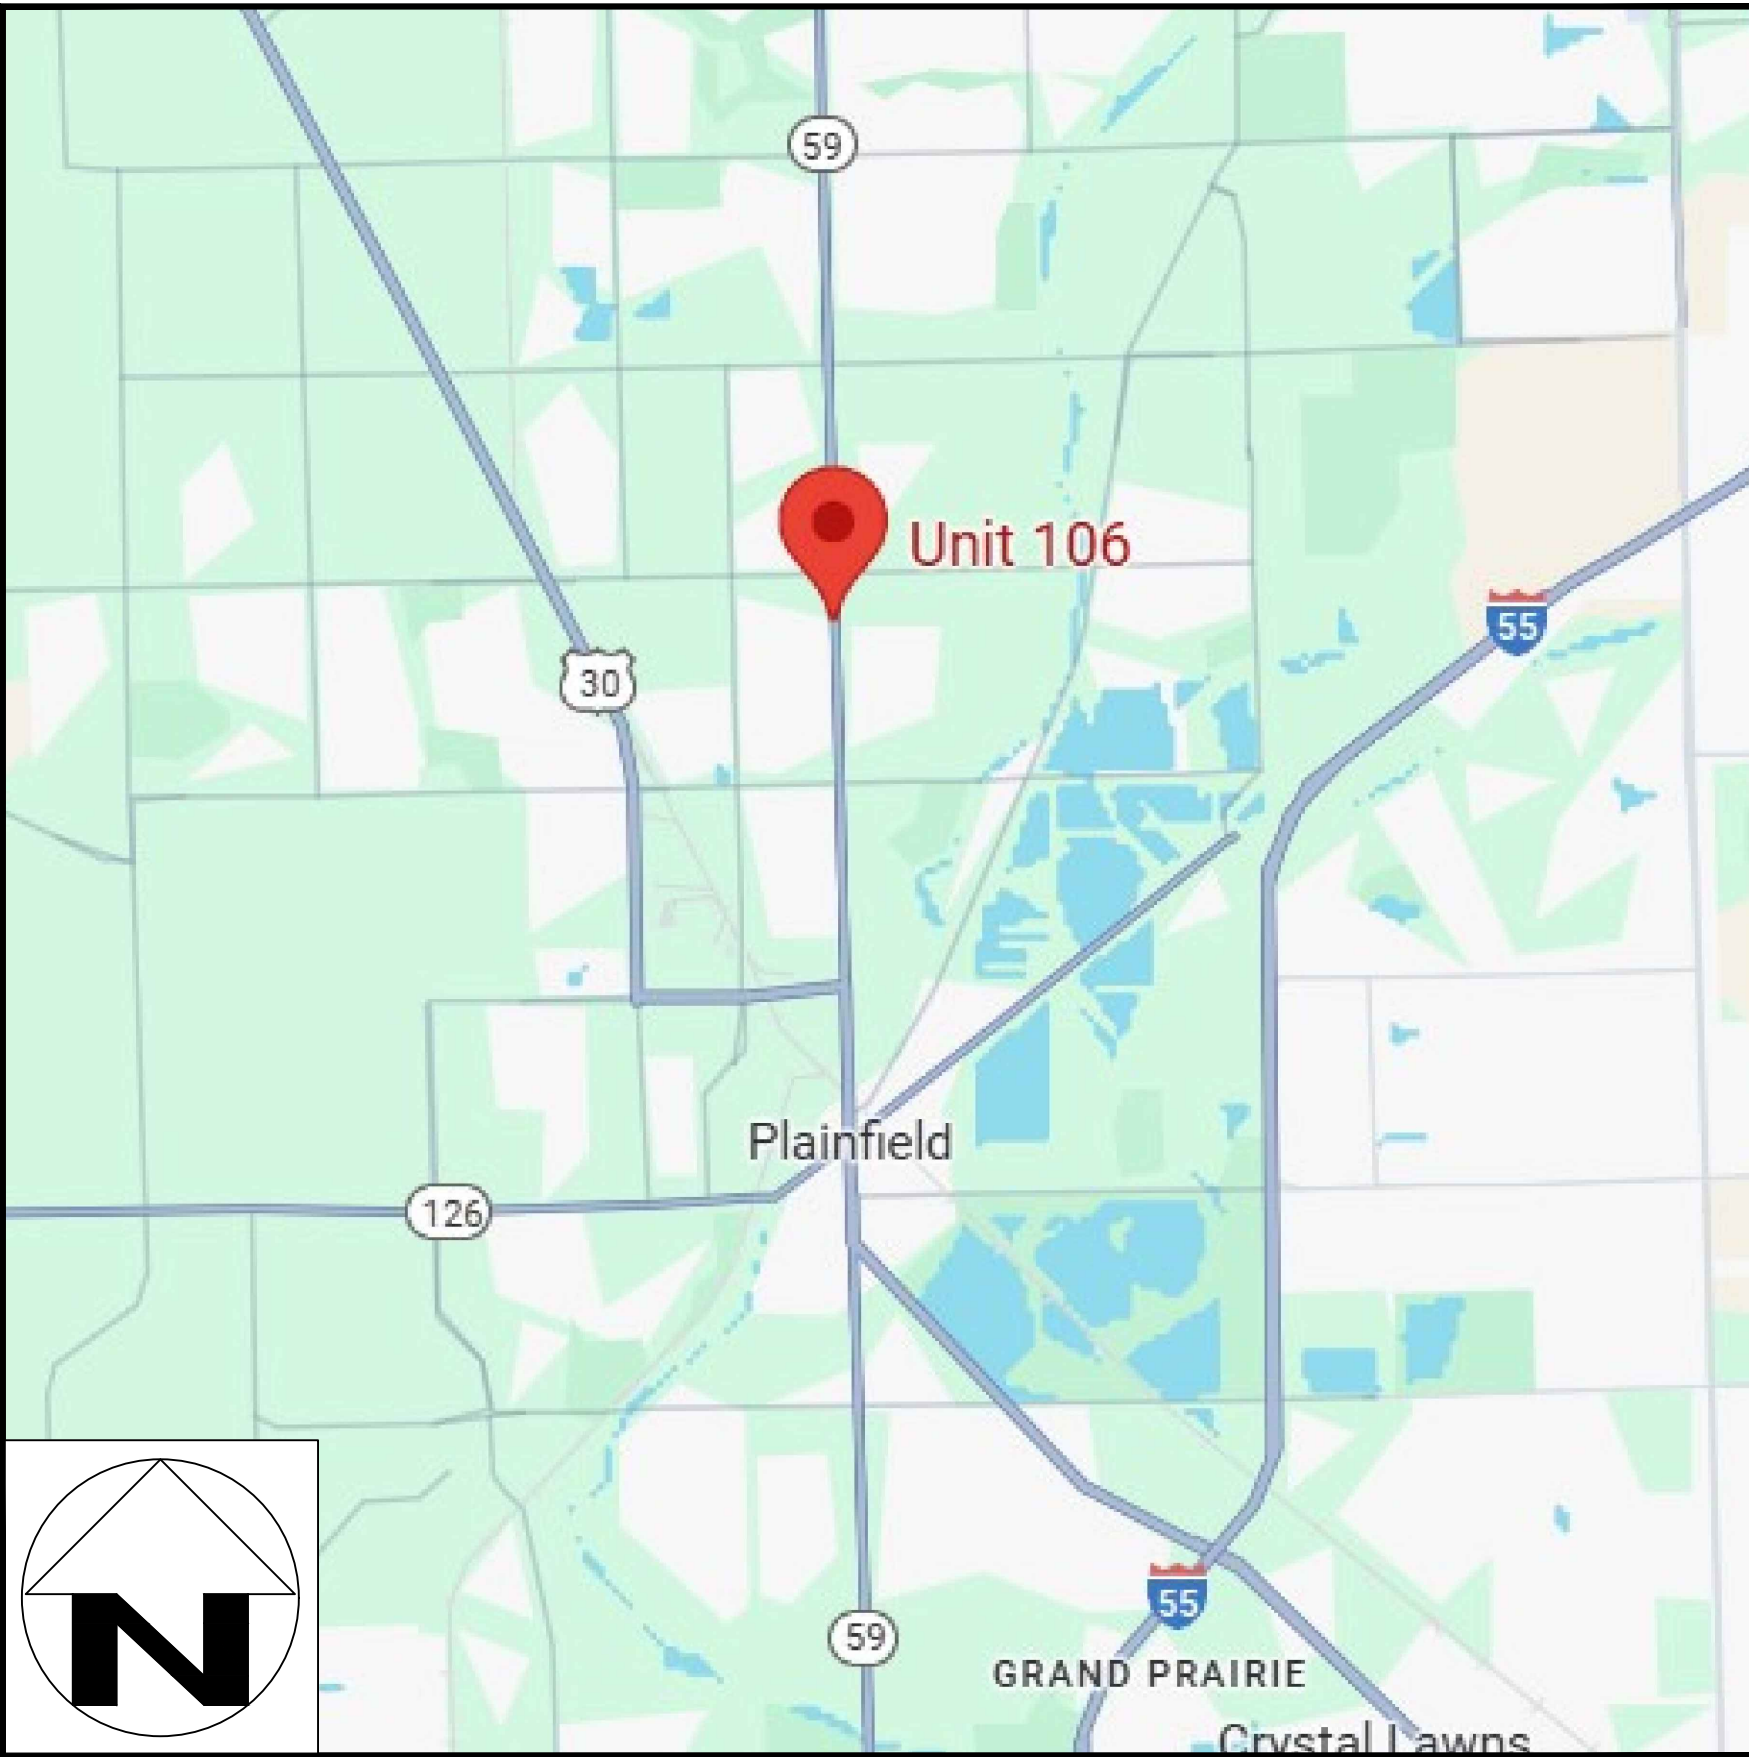 59
Unit 106
55
30
Plainfield
126
55
59
GRAND PRAIRIE
Crystal Lawns
N